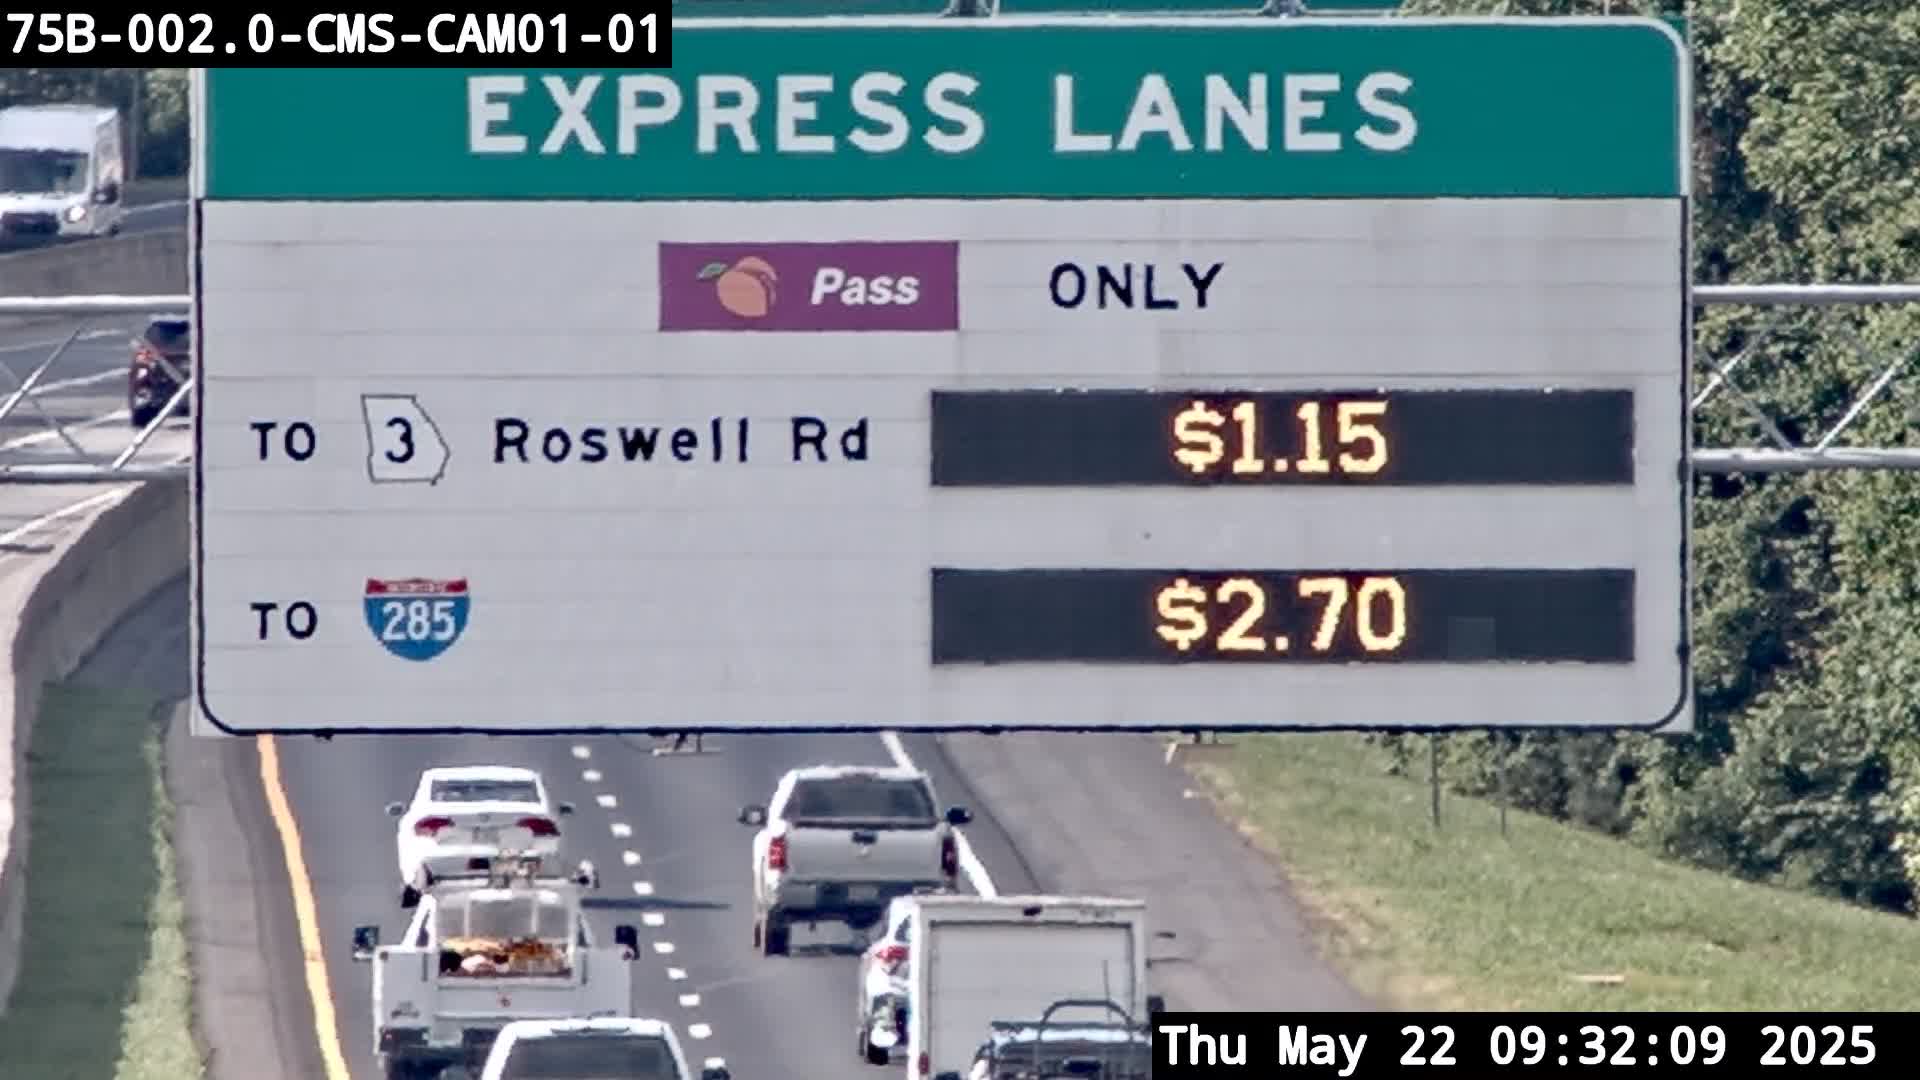 75B-002.0-CMS-CAM01-01
EXPRESS LANES
Pass ONLY
TO 3 Roswell Rd $1.15
TO 285 $2.70
Thu May 22 09:32:09 2025